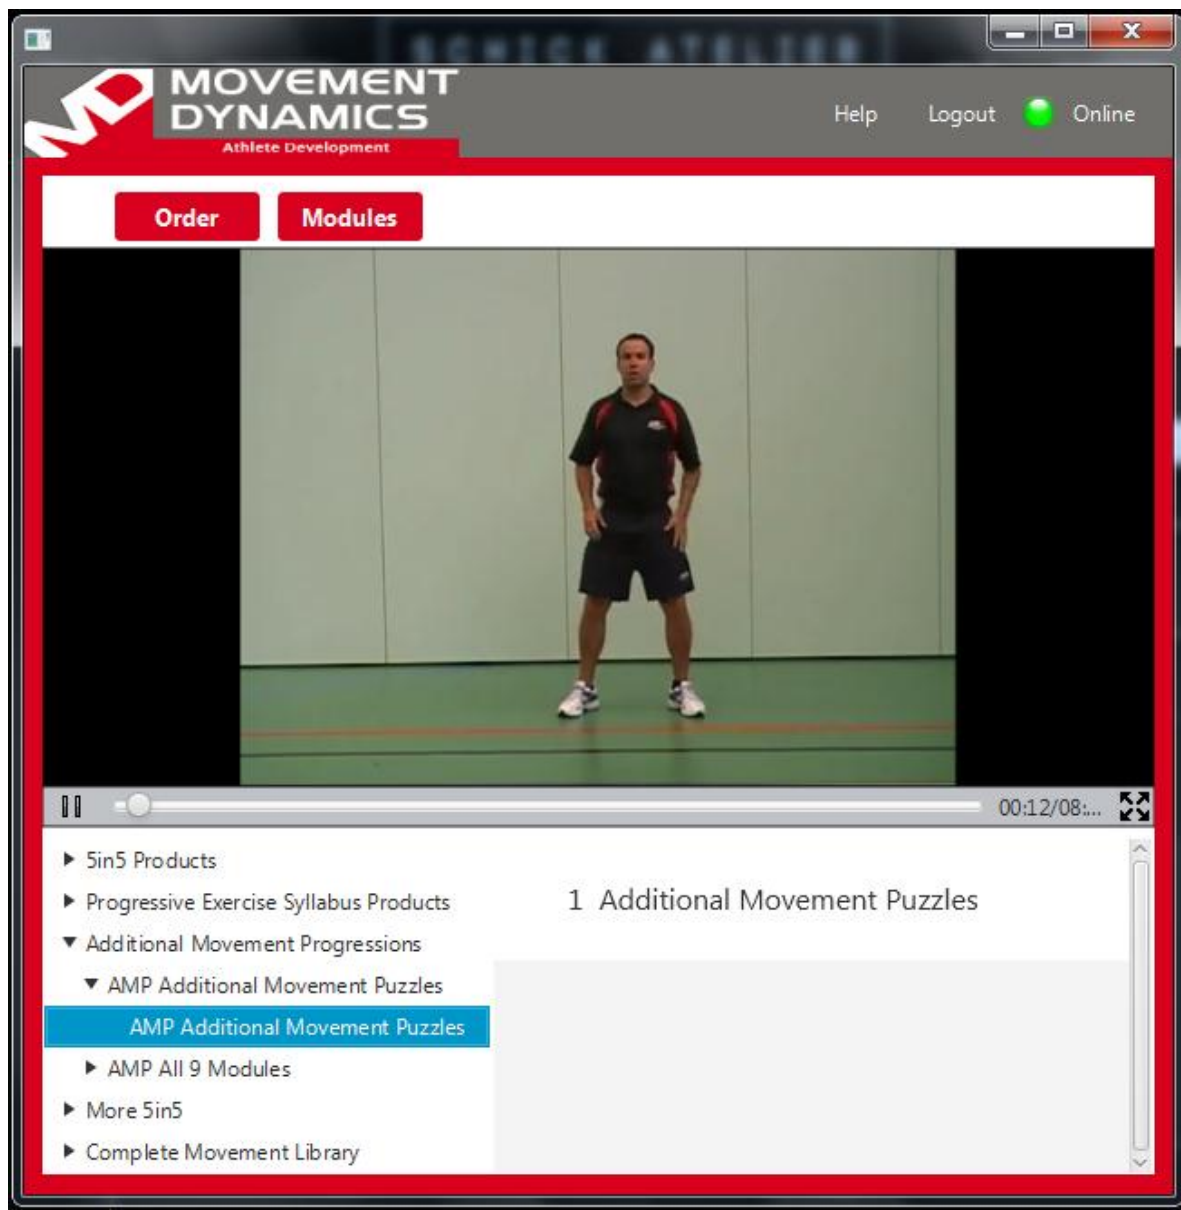 SCHICK ATELIER
MOVEMENT
DYNAMICS
Athlete Development
Help Logout Online
Order Modules
00:12/08:...
5in5 Products
Progressive Exercise Syllabus Products
Additional Movement Progressions
AMP Additional Movement Puzzles
AMP Additional Movement Puzzles
AMP All 9 Modules
More 5in5
Complete Movement Library
1 Additional Movement Puzzles